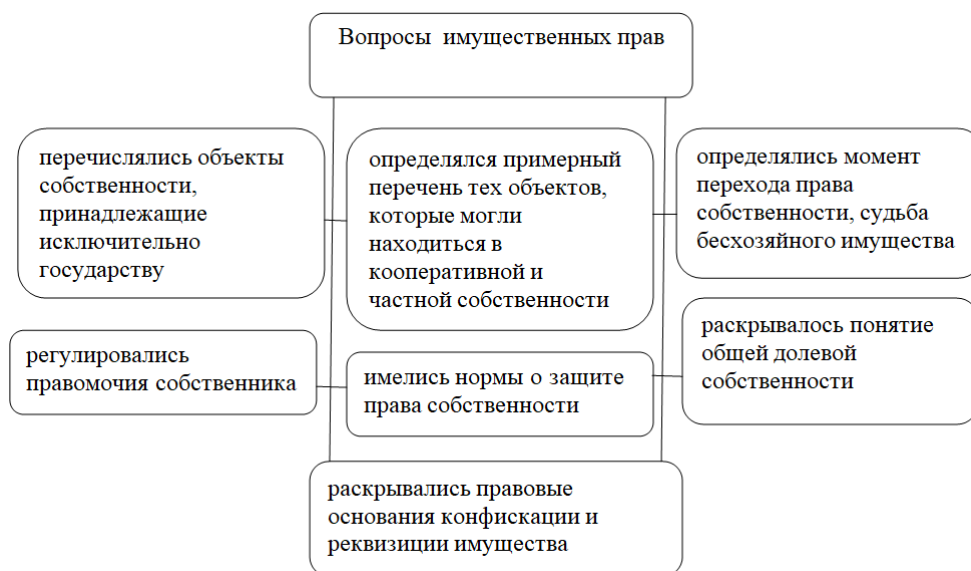 Вопросы имущественных прав
перечислялись объекты
собственности,
принадлежащие
исключительно
государству
определялся примерный
перечень тех объектов,
которые могли
находиться в
кооперативной и
частной собственности
определялись момент
перехода права
собственности, судьба
бесхозяйного имущества
регулировались
правомочия собственника
имелись нормы о защите
права собственности
раскрывалось понятие
общей долевой
собственности
раскрывались правовые
основания конфискации и
реквизиции имущества